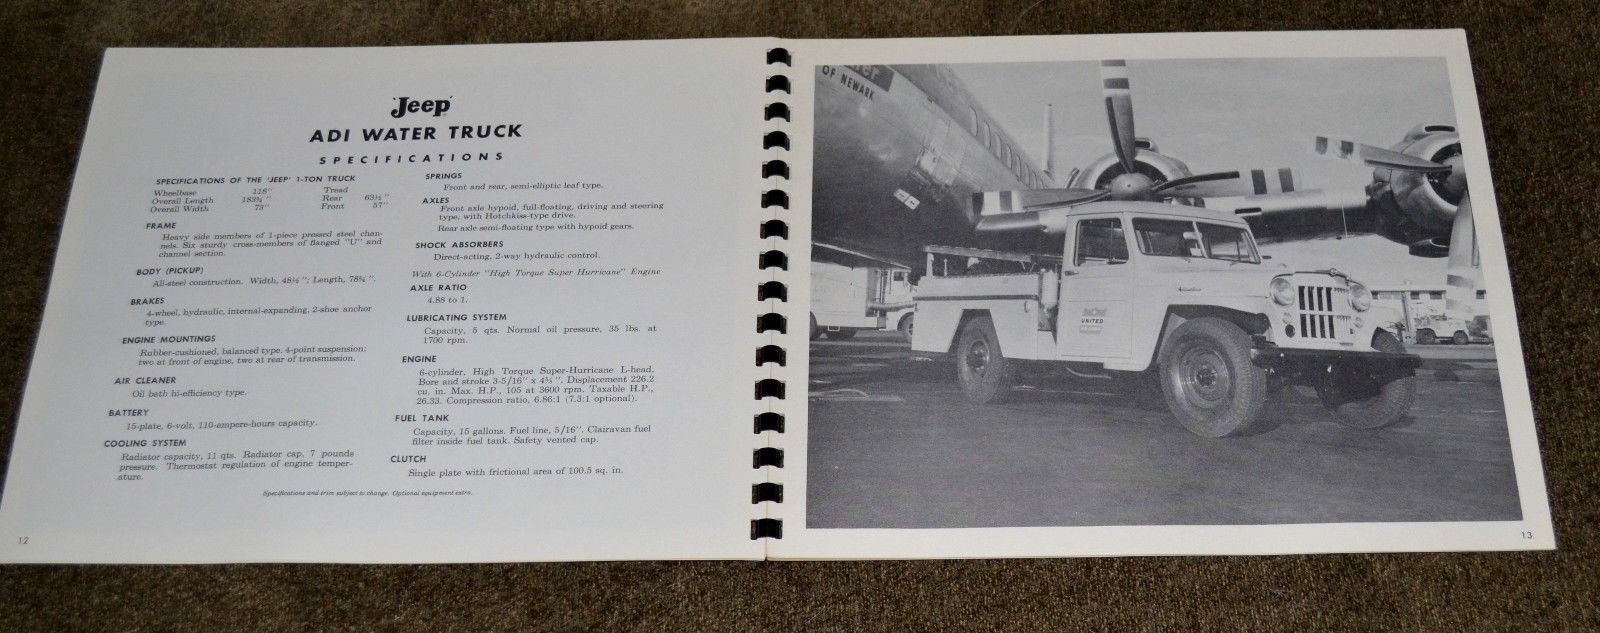 'Jeep'
ADI WATER TRUCK
SPECIFICATIONS
SPECIFICATIONS OF THE 'JEEP' 1-TON TRUCK
Wheelbase 118" Tread
Overall Length 183¾" Rear 63½"
Overall Width 73" Front 57"
FRAME
Heavy side members of 1-piece pressed steel chan-
nels. Six sturdy cross-members of flanged "U" and
channel section.
BODY (PICKUP)
All-steel construction. Width, 48½"; Length, 78¾".
BRAKES
4-wheel, hydraulic, internal-expanding, 2-shoe anchor
type.
ENGINE MOUNTINGS
Rubber-cushioned, balanced type. 4-point suspension;
two at front of engine, two at rear of transmission.
AIR CLEANER
Oil bath hi-efficiency type.
BATTERY
15-plate, 6-volt, 110-ampere-hours capacity.
COOLING SYSTEM
Radiator capacity, 11 qts. Radiator cap, 7 pounds
pressure. Thermostat regulation of engine temper-
ature.
SPRINGS
Front and rear, semi-elliptic leaf type.
AXLES
Front axle hypoid, full-floating, driving and steering
type, with Hotchkiss-type drive.
Rear axle semi-floating type with hypoid gears.
SHOCK ABSORBERS
Direct-acting, 2-way hydraulic control.
With 6-Cylinder "High Torque Super Hurricane" Engine
AXLE RATIO
4.88 to 1.
LUBRICATING SYSTEM
Capacity, 5 qts. Normal oil pressure, 35 lbs. at
1700 rpm.
ENGINE
6-cylinder, High Torque Super-Hurricane L-head.
Bore and stroke 3-5/16" x 4⅜". Displacement 226.2
cu. in. Max. H.P., 105 at 3600 rpm. Taxable H.P.,
26.33. Compression ratio, 6.86:1 (7.3:1 optional).
FUEL TANK
Capacity, 15 gallons. Fuel line, 5/16". Clairavan fuel
filter inside fuel tank. Safety vented cap.
CLUTCH
Single plate with frictional area of 100.5 sq. in.
Specifications and trim subject to change. Optional equipment extra.
12
OF NEWARK
UNITED
13